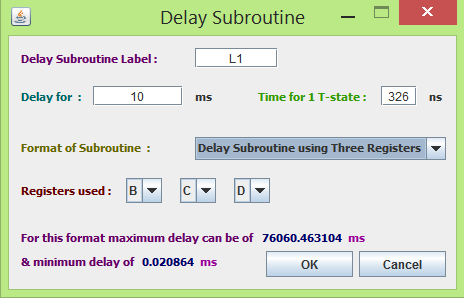 Delay Subroutine
Delay Subroutine Label : L1
Delay for : 10 ms Time for 1 T-state : 326 ns
Format of Subroutine : Delay Subroutine using Three Registers
Registers used : B C D
For this format maximum delay can be of 76060.463104 ms
& minimum delay of 0.020864 ms
OK Cancel